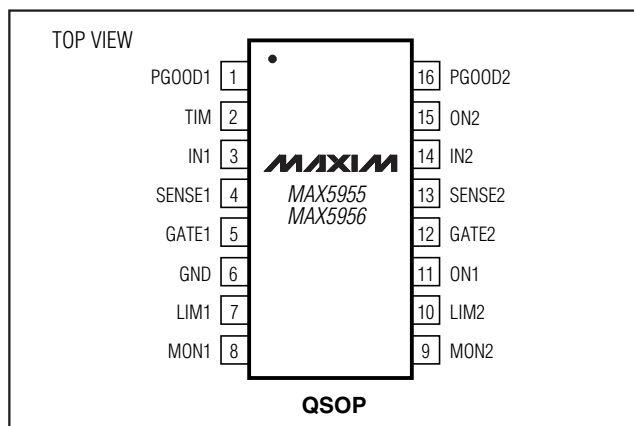 TOP VIEW
PGOOD1 1 16 PGOOD2
TIM 2 15 ON2
IN1 3 MAXIM 14 IN2
SENSE1 4 MAX5955 13 SENSE2
MAX5956
GATE1 5 12 GATE2
GND 6 11 ON1
LIM1 7 10 LIM2
MON1 8 9 MON2
QSOP